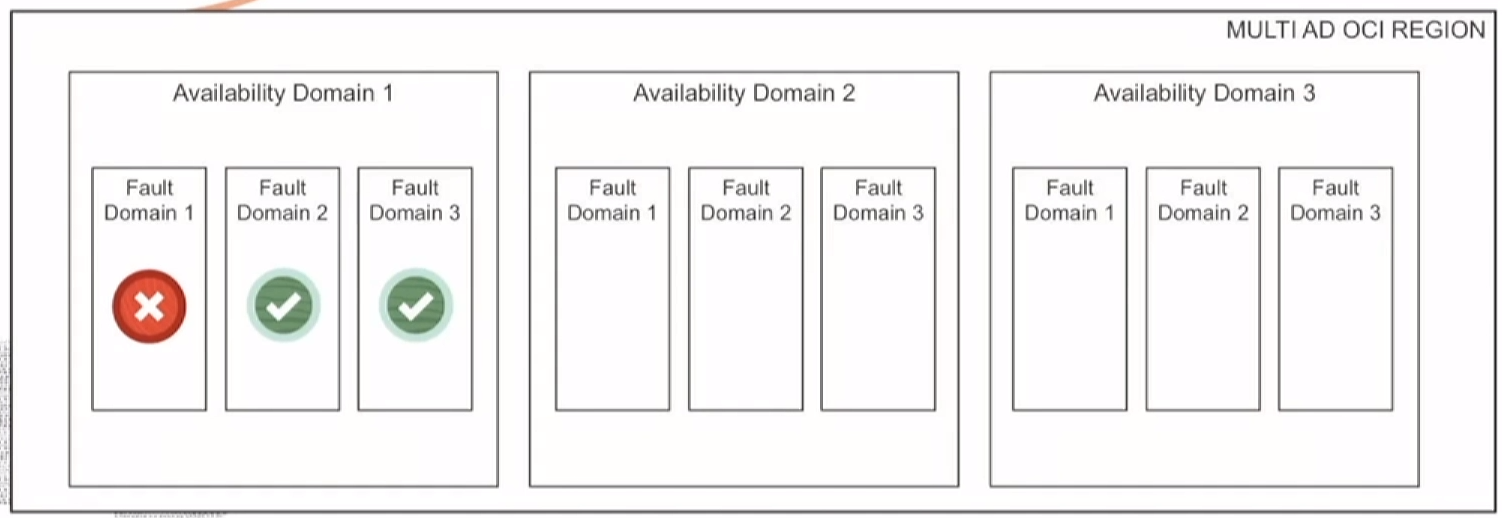 MULTI AD OCI REGION
Availability Domain 1
Availability Domain 2
Availability Domain 3
Fault
Domain 1
Fault
Domain 2
Fault
Domain 3
Fault
Domain 1
Fault
Domain 2
Fault
Domain 3
Fault
Domain 1
Fault
Domain 2
Fault
Domain 3